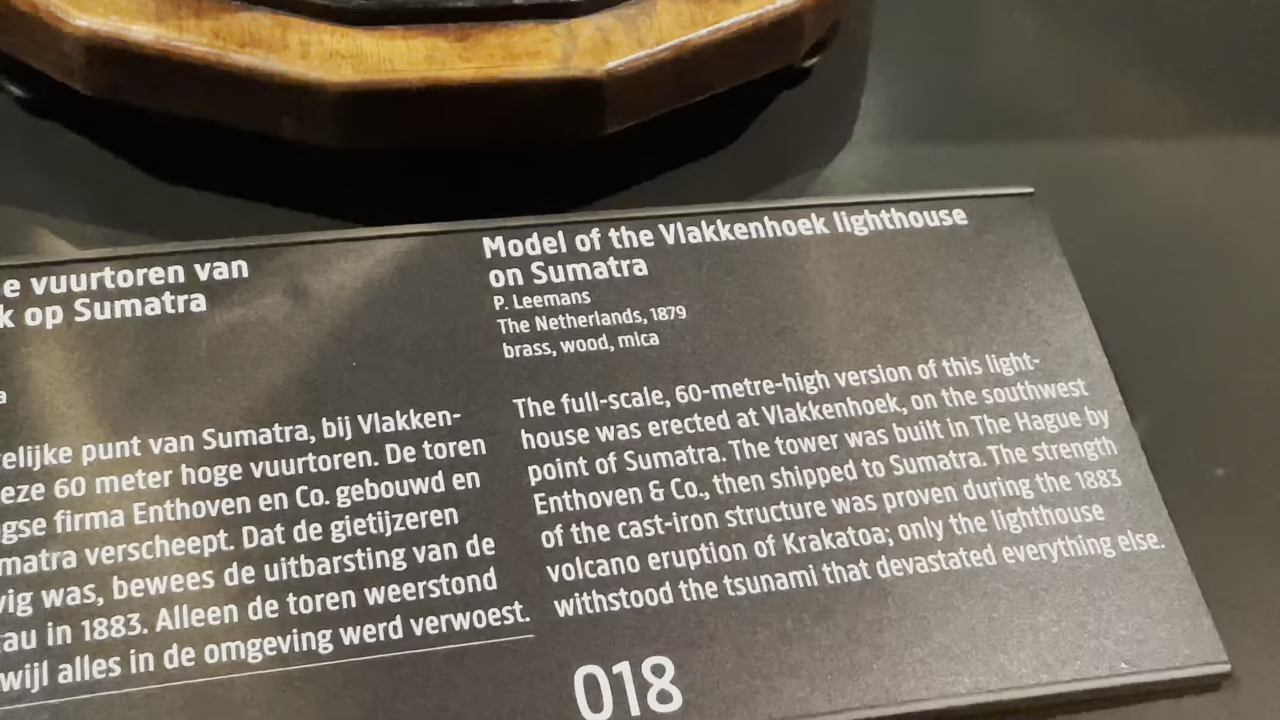 e vuurtoren van
k op Sumatra
a
elijke punt van Sumatra, bij Vlakken-
eze 60 meter hoge vuurtoren. De toren
gse firma Enthoven en Co. gebouwd en
matra verscheept. Dat de gietijzeren
vig was, bewees de uitbarsting van de
au in 1883. Alleen de toren weerstond
wijl alles in de omgeving werd verwoest.
Model of the Vlakkenhoek lighthouse
on Sumatra
P. Leemans
The Netherlands, 1879
brass, wood, mica
The full-scale, 60-metre-high version of this light-
house was erected at Vlakkenhoek, on the southwest
point of Sumatra. The tower was built in The Hague by
Enthoven & Co., then shipped to Sumatra. The strength
of the cast-iron structure was proven during the 1883
volcano eruption of Krakatoa; only the lighthouse
withstood the tsunami that devastated everything else.
018